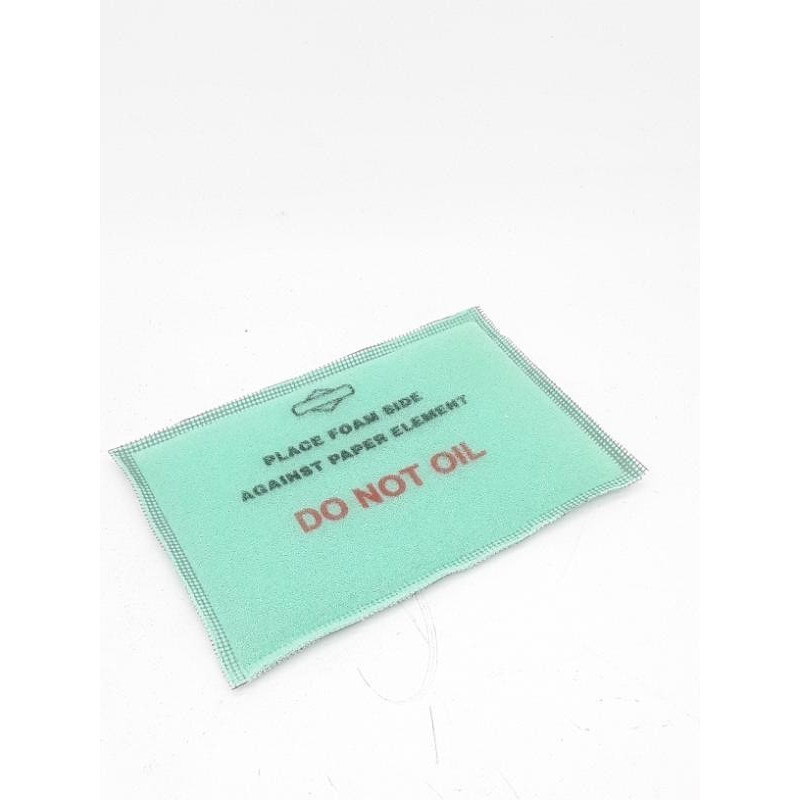 PLACE FOAM SIDE
AGAINST PAPER ELEMENT
DO NOT OIL